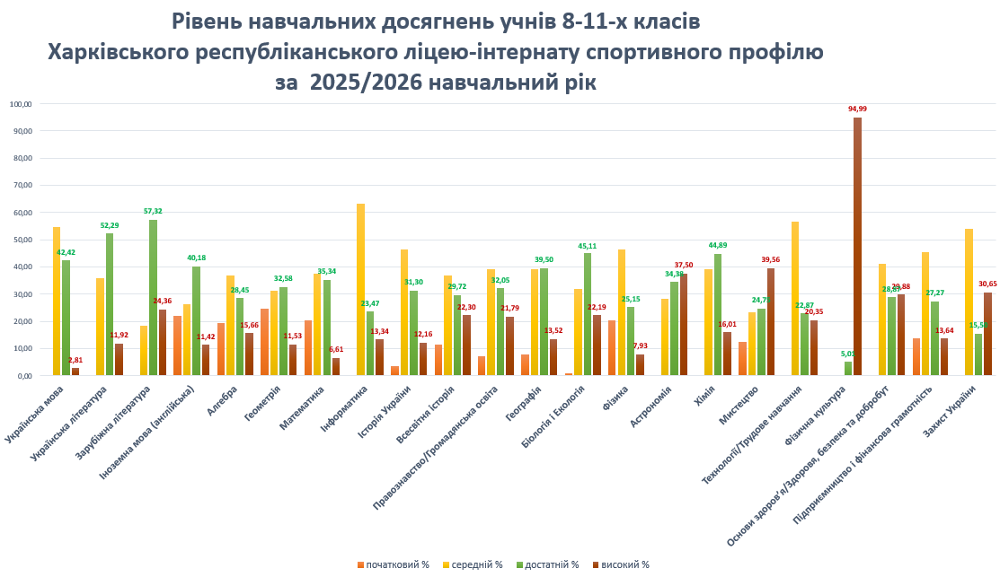 Рівень навчальних досягнень учнів 8-11-х класів
Харківського республіканського ліцею-інтернату спортивного профілю
за 2025/2026 навчальний рік
100,00
90,00
80,00
70,00
60,00
50,00
40,00
30,00
20,00
10,00
0,00
42,42
2,81
52,29
11,92
57,32
24,36
40,18
11,42
28,45
15,66
32,58
11,53
35,34
6,61
23,47
13,34
31,30
12,16
29,72
22,30
32,05
21,79
39,50
13,52
45,11
22,19
25,15
7,93
34,38
37,50
44,89
16,01
39,56
22,87
20,35
94,99
29,88
27,27
13,64
30,65
Українська мова
Українська література
Зарубіжна література
Іноземна мова (англійська)
Алгебра
Геометрія
Математика
Інформатика
Історія України
Всесвітня історія
Правознавство/Громадянська освіта
Географія
Біологія і Екологія
Фізика
Астрономія
Хімія
Мистецтво
Технології/Трудове навчання
Фізична культура
Основи здоров'я/Здоровя, безпека та добробут
Підприємництво і фінансова грамотність
Захист України
початковий %
середній %
достатній %
високий %